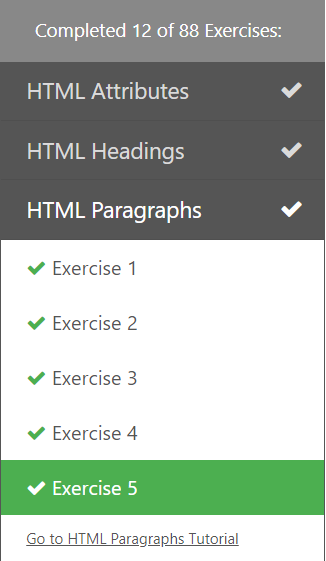 Completed 12 of 88 Exercises:
HTML Attributes
HTML Headings
HTML Paragraphs
Exercise 1
Exercise 2
Exercise 3
Exercise 4
Exercise 5
Go to HTML Paragraphs Tutorial